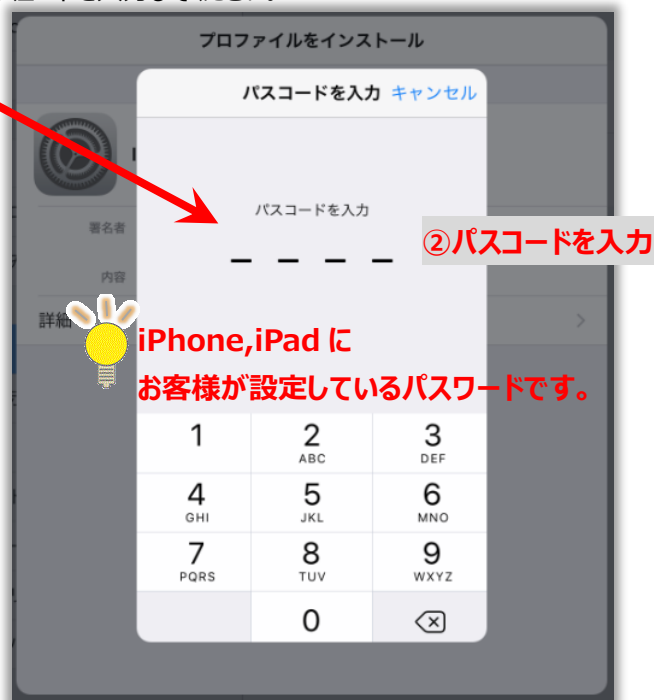 プロファイルをインストール
パスコードを入力 キャンセル
パスコードを入力
②パスコードを入力
署名者
内容
詳細
iPhone,iPad に
お客様が設定しているパスワードです。
1 2 3
ABC DEF
4 5 6
GHI JKL MNO
7 8 9
PQRS TUV WXYZ
0